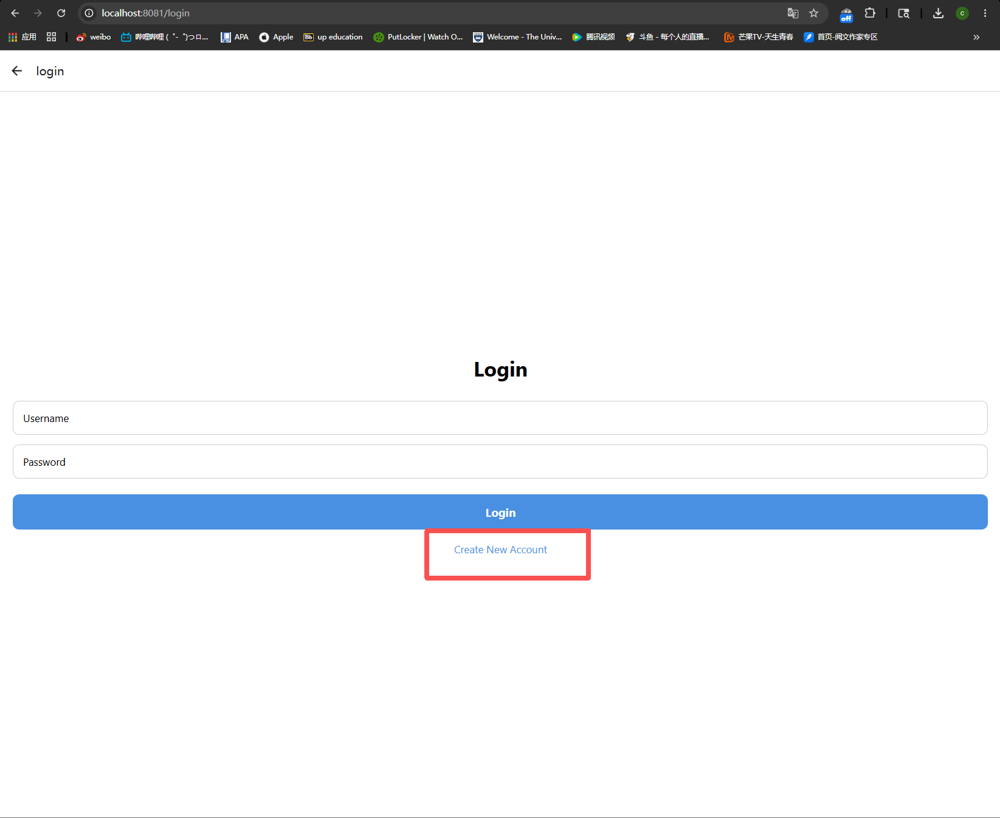 localhost:8081/login
off
c
应用
weibo
哔哩哔哩 ( ゜- ゜)つロ...
APA
Apple
Bb
up education
PutLocker | Watch O...
Welcome - The Univ...
腾讯视频
斗鱼 - 每个人的直播...
芒果TV-天生青春
首页-阅文作家专区
login
Login
Username
Password
Login
Create New Account